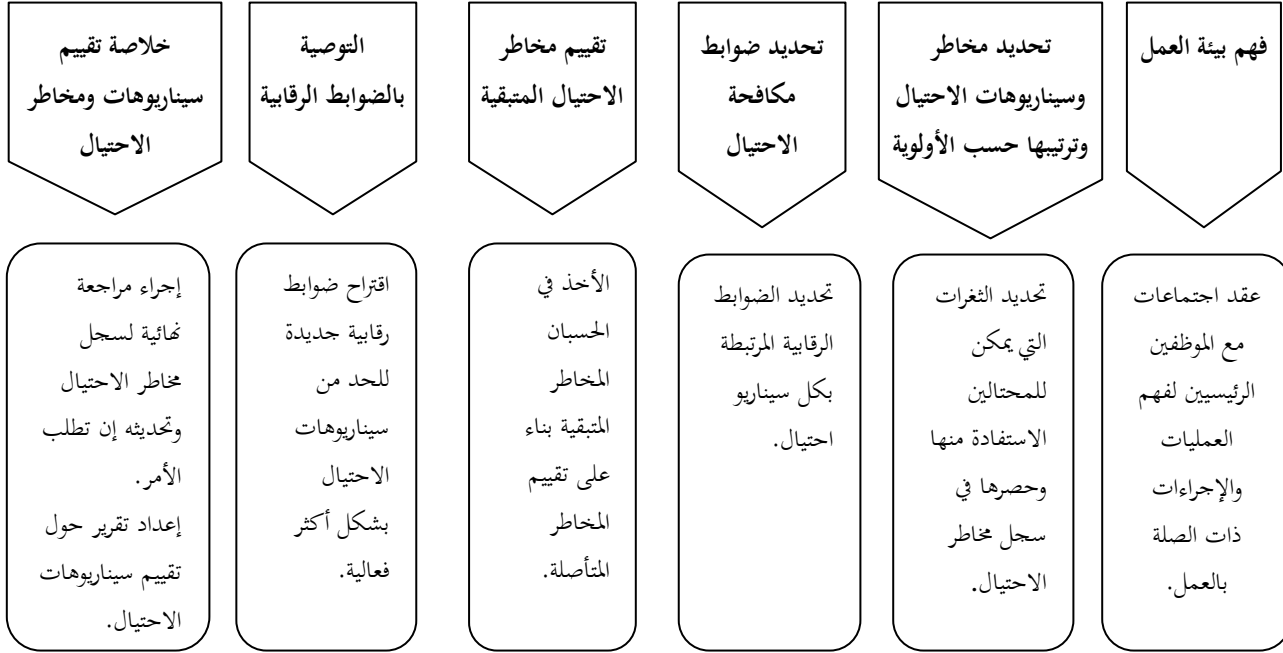 فهم بيئة العمل
تحديد مخاطر
وسيناريوهات الاحتيال
وترتيبها حسب الأولوية
تحديد ضوابط
مكافحة
الاحتيال
تقييم مخاطر
الاحتيال المتبقية
التوصية
بالضوابط الرقابية
خلاصة تقييم
سيناريوهات ومخاطر
الاحتيال
عقد اجتماعات
مع الموظفين
الرئيسيين لفهم
العمليات
والإجراءات
ذات الصلة
بالعمل.
تحديد الثغرات
التي يمكن
للمحتالين
الاستفادة منها
وحصرها في
سجل مخاطر
الاحتيال.
تحديد الضوابط
الرقابية المرتبطة
بكل سيناريو
احتيال.
الأخذ في
الحسبان
المخاطر
المتبقية بناء
على تقييم
المخاطر
المتأصلة.
اقتراح ضوابط
رقابية جديدة
للحد من
سيناريوهات
الاحتيال
بشكل أكثر
فعالية.
إجراء مراجعة
نهائية لسجل
مخاطر الاحتيال
وتحديثه إن تطلب
الأمر.
إعداد تقرير حول
تقييم سيناريوهات
الاحتيال.